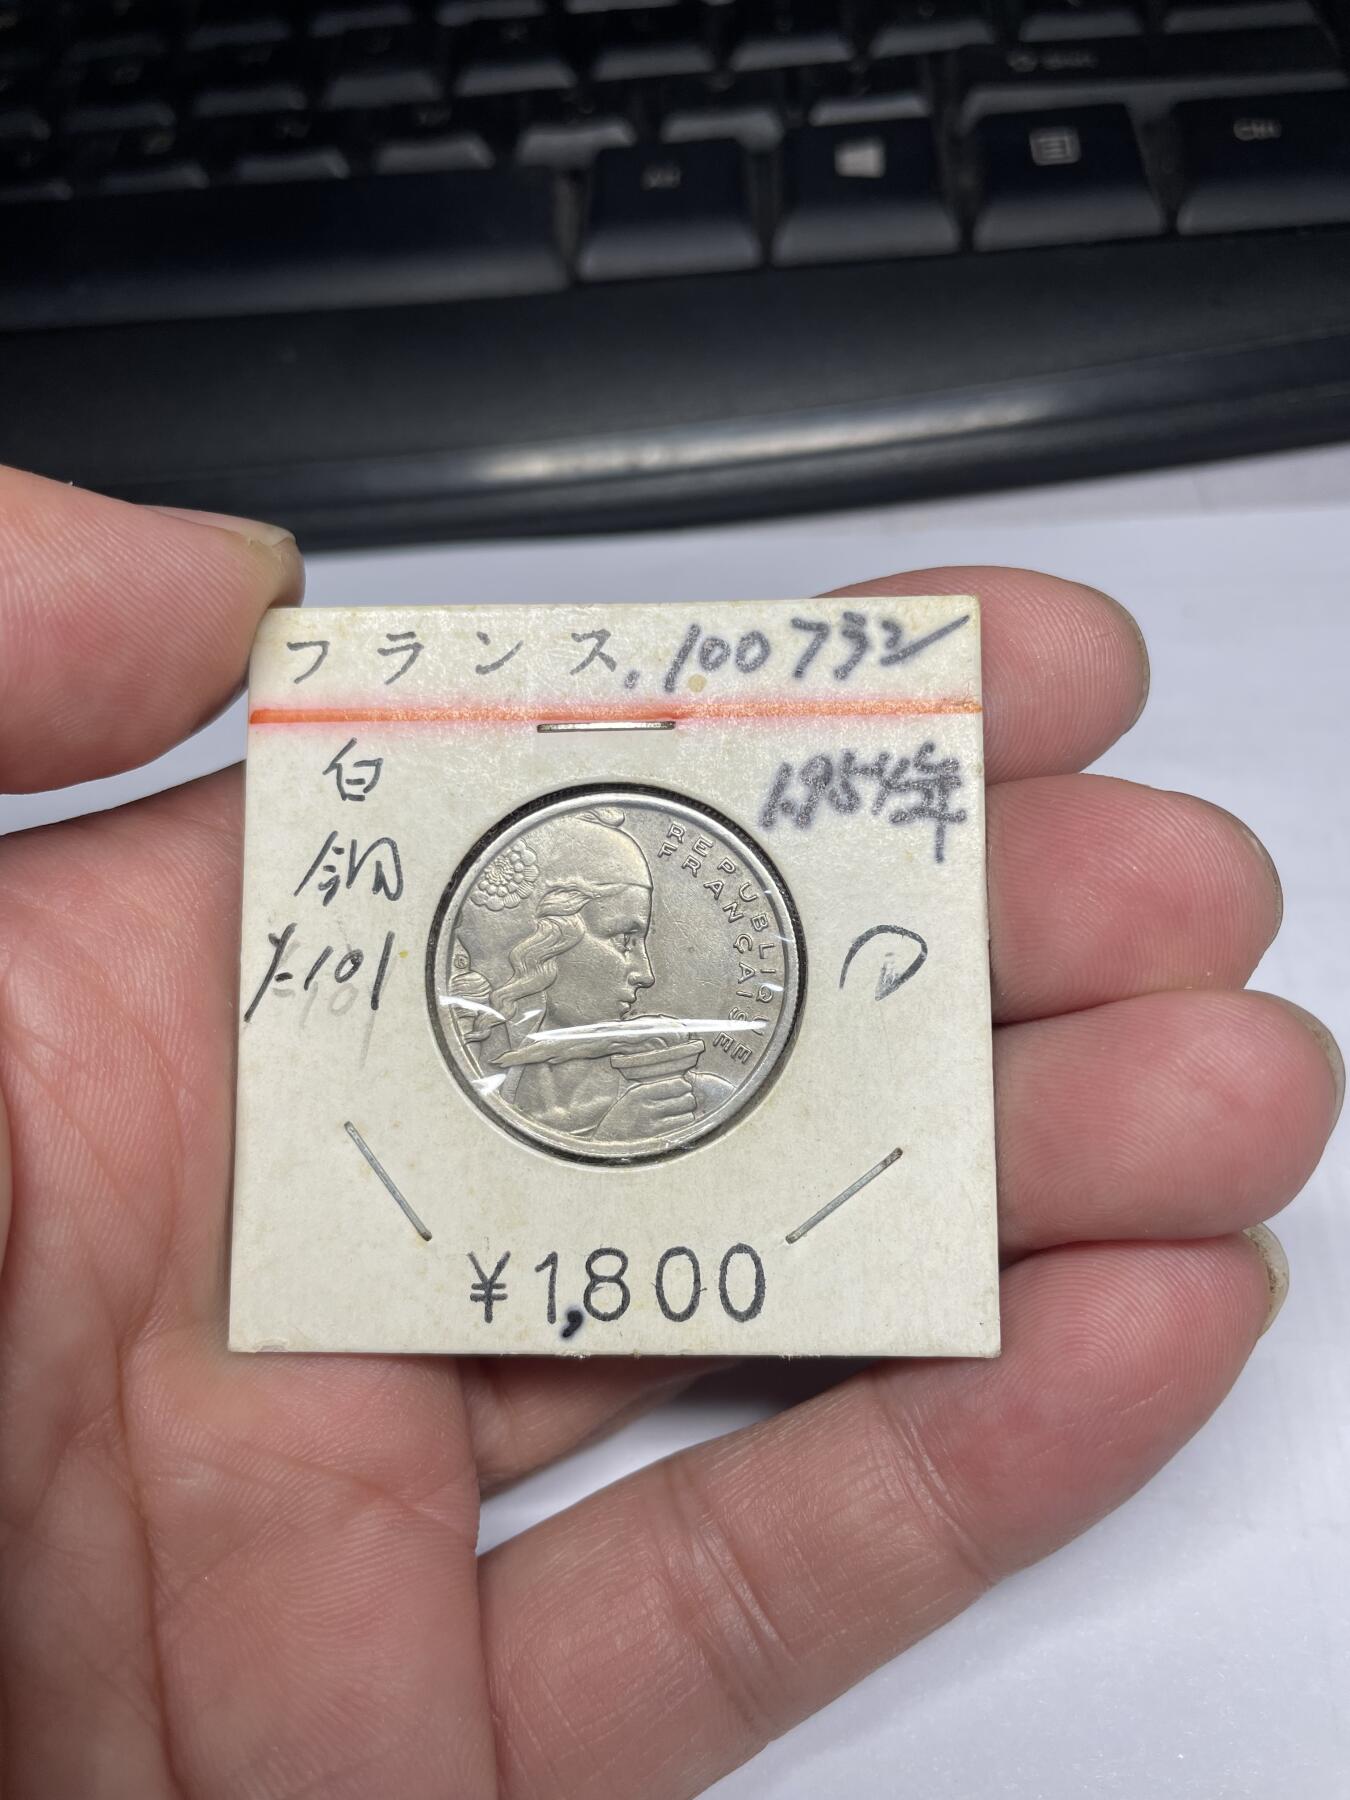 フランス.100フラン
白
銅
1954年
Y-101
RÉPUBLIQUE
FRANÇAISE
¥1,800